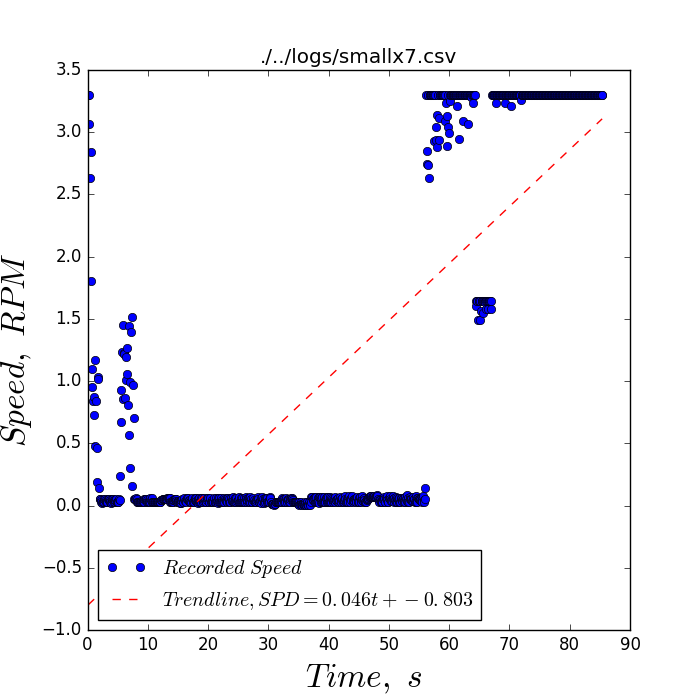 ./../logs/smallx7.csv
3.5
3.0
2.5
2.0
1.5
1.0
0.5
0.0
−0.5
−1.0
Speed, RPM
Recorded Speed
Trendline, SPD = 0.046t + −0.803
0 10 20 30 40 50 60 70 80 90
Time, s